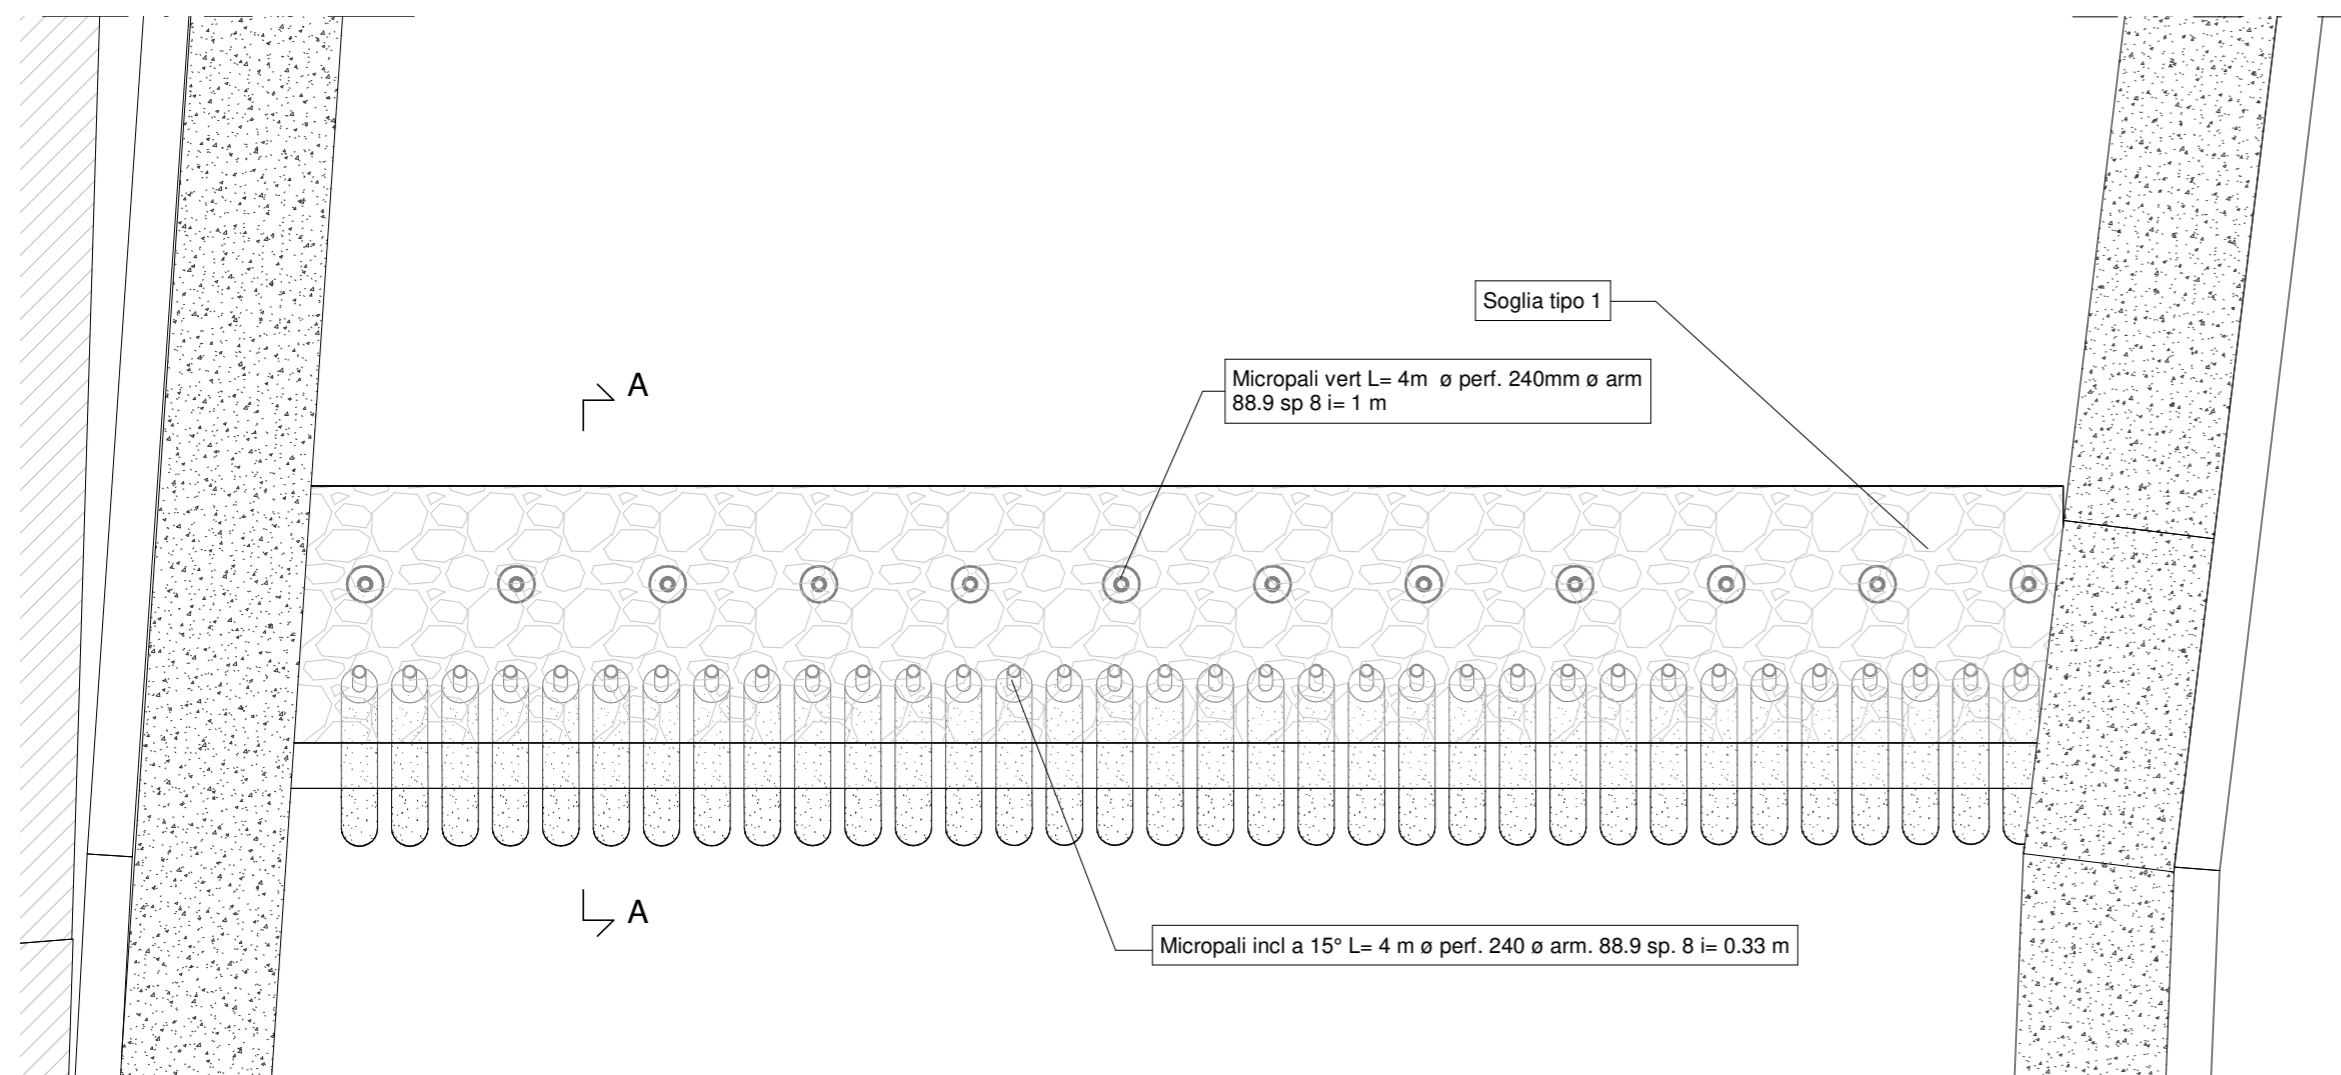 Soglia tipo 1
Micropali vert L= 4m  ø perf. 240mm ø arm
88.9 sp 8 i= 1 m
A
A
Micropali incl a 15° L= 4 m ø perf. 240 ø arm. 88.9 sp. 8 i= 0.33 m